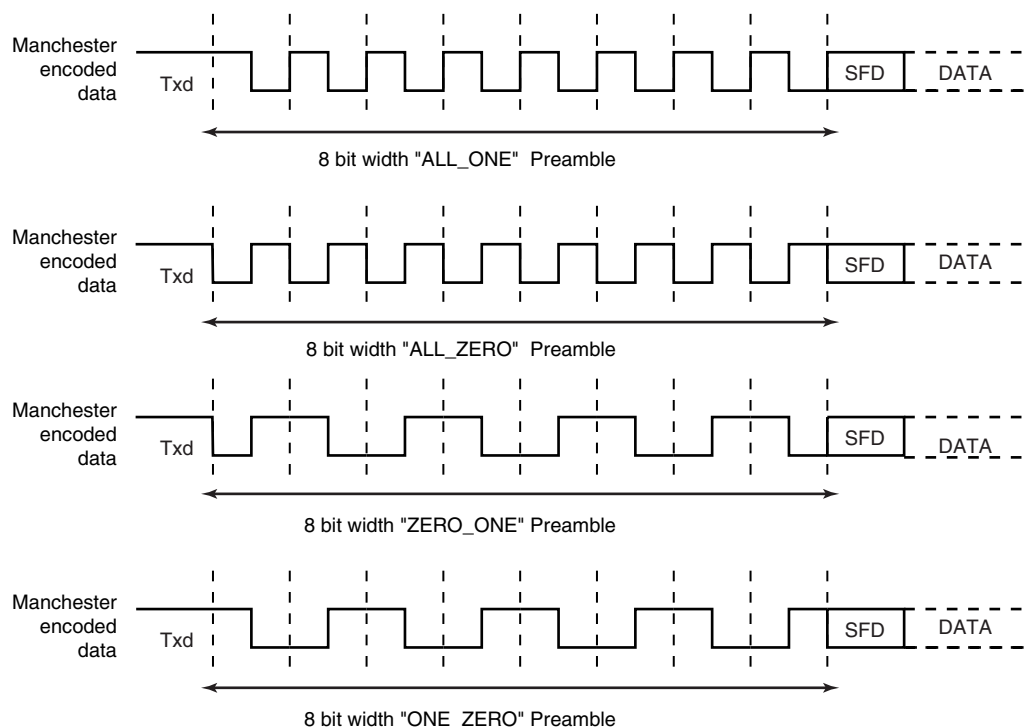 Manchester
encoded
data
Txd
SFD
DATA
8 bit width "ALL_ONE" Preamble
Manchester
encoded
data
Txd
SFD
DATA
8 bit width "ALL_ZERO" Preamble
Manchester
encoded
data
Txd
SFD
DATA
8 bit width "ZERO_ONE" Preamble
Manchester
encoded
data
Txd
SFD
DATA
8 bit width "ONE_ZERO" Preamble